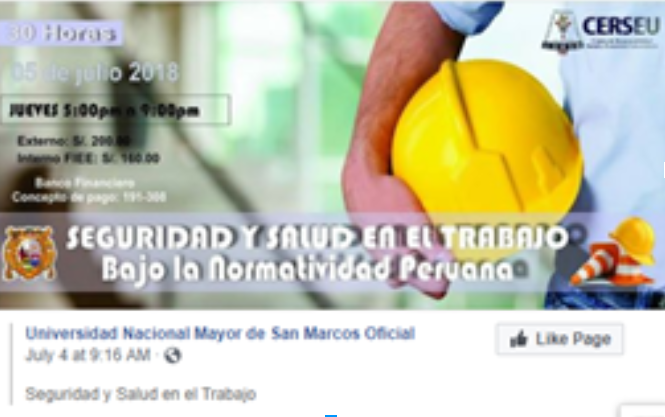 30 Horas
CERSEU
05 de julio 2018
JUEVES 5:00pm a 9:00pm
Externo: S/. 200.00
Interno FIEE: S/. 160.00
Banco Financiero
Concepto de pago: 191-308
SEGURIDAD Y SALUD EN EL TRABAJO
Bajo la Normatividad Peruana
Universidad Nacional Mayor de San Marcos Oficial
Like Page
July 4 at 9:16 AM ·
Seguridad y Salud en el Trabajo